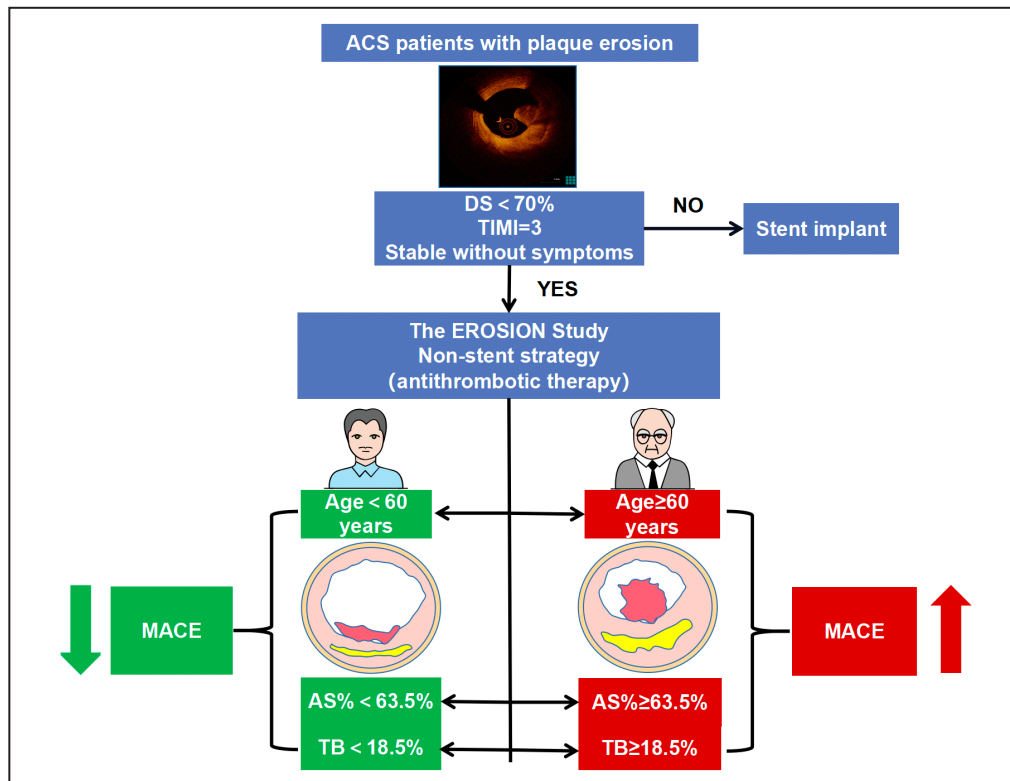 ACS patients with plaque erosion
DS < 70%
TIMI=3
Stable without symptoms
NO
Stent implant
YES
The EROSION Study
Non-stent strategy
(antithrombotic therapy)
Age < 60
years
Age≥60
years
MACE
MACE
AS% < 63.5%
AS%≥63.5%
TB < 18.5%
TB≥18.5%